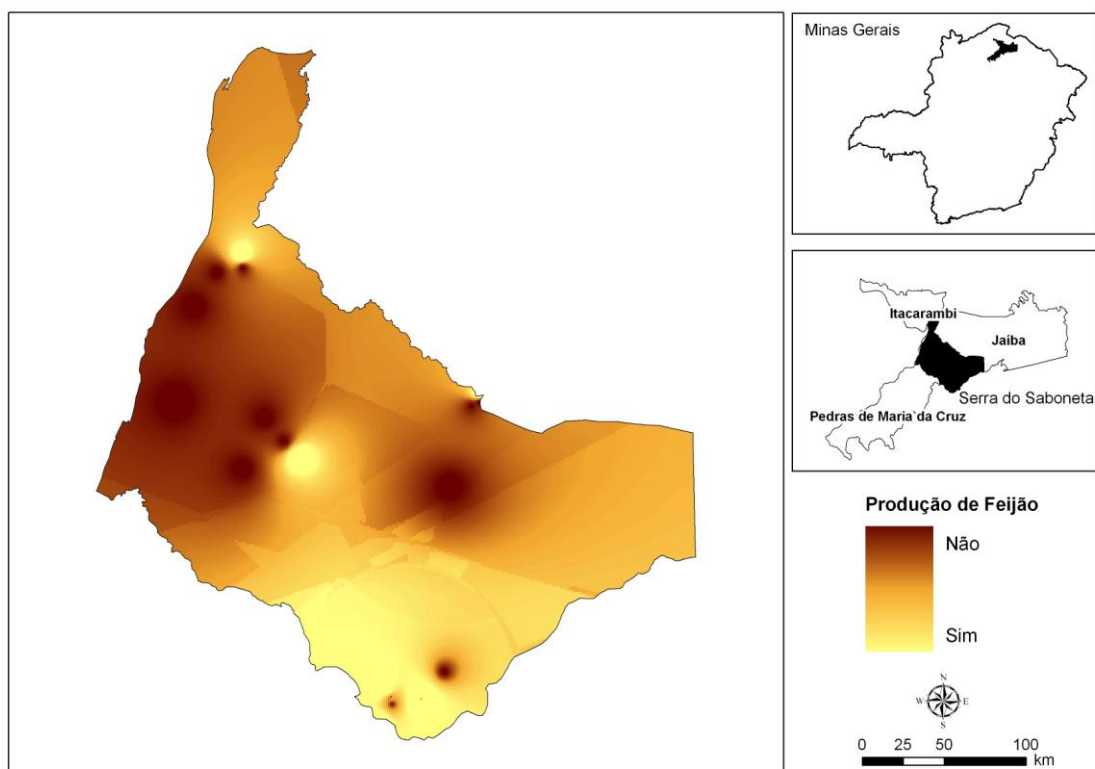 Minas Gerais
Itacarambi
Jaíba
Serra do Saboneta
Pedras de Maria da Cruz
Produção de Feijão
Não
Sim
N
W E
S
0 25 50 100
km